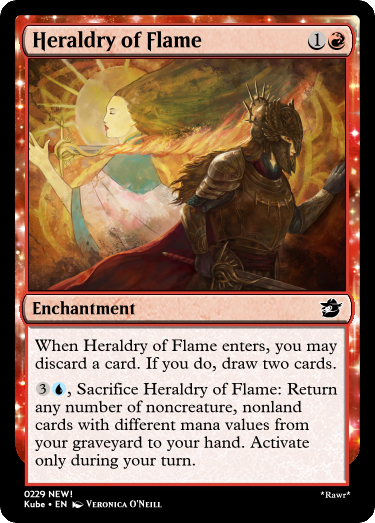 Heraldry of Flame 1
Enchantment
When Heraldry of Flame enters, you may
discard a card. If you do, draw two cards.
3, Sacrifice Heraldry of Flame: Return
any number of noncreature, nonland
cards with different mana values from
your graveyard to your hand. Activate
only during your turn.
0229 NEW!
Kube • EN VERONICA O'NEILL
*Rawr*